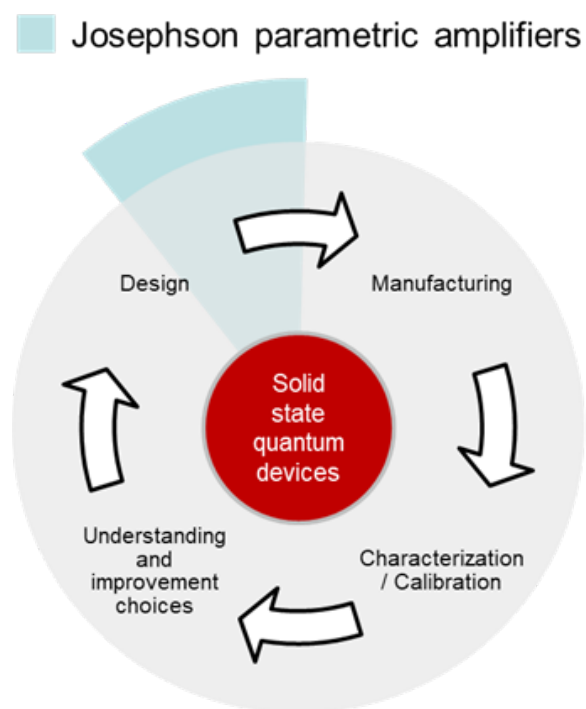 Josephson parametric amplifiers
Design
Manufacturing
Solid
state
quantum
devices
Understanding
and
improvement
choices
Characterization
/ Calibration